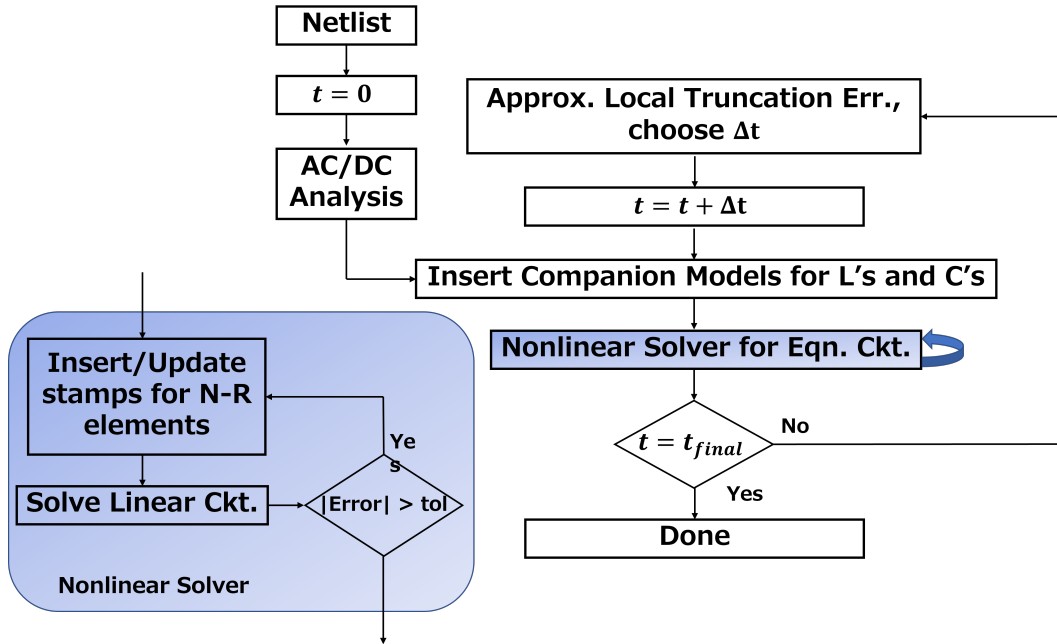 Netlist
t = 0
AC/DC
Analysis
Approx. Local Truncation Err.,
choose Δt
t = t + Δt
Insert Companion Models for L's and C's
Nonlinear Solver for Eqn. Ckt.
t = t_final
No
Yes
Done
Insert/Update
stamps for N-R
elements
Ye
s
Solve Linear Ckt.
|Error| > tol
Nonlinear Solver